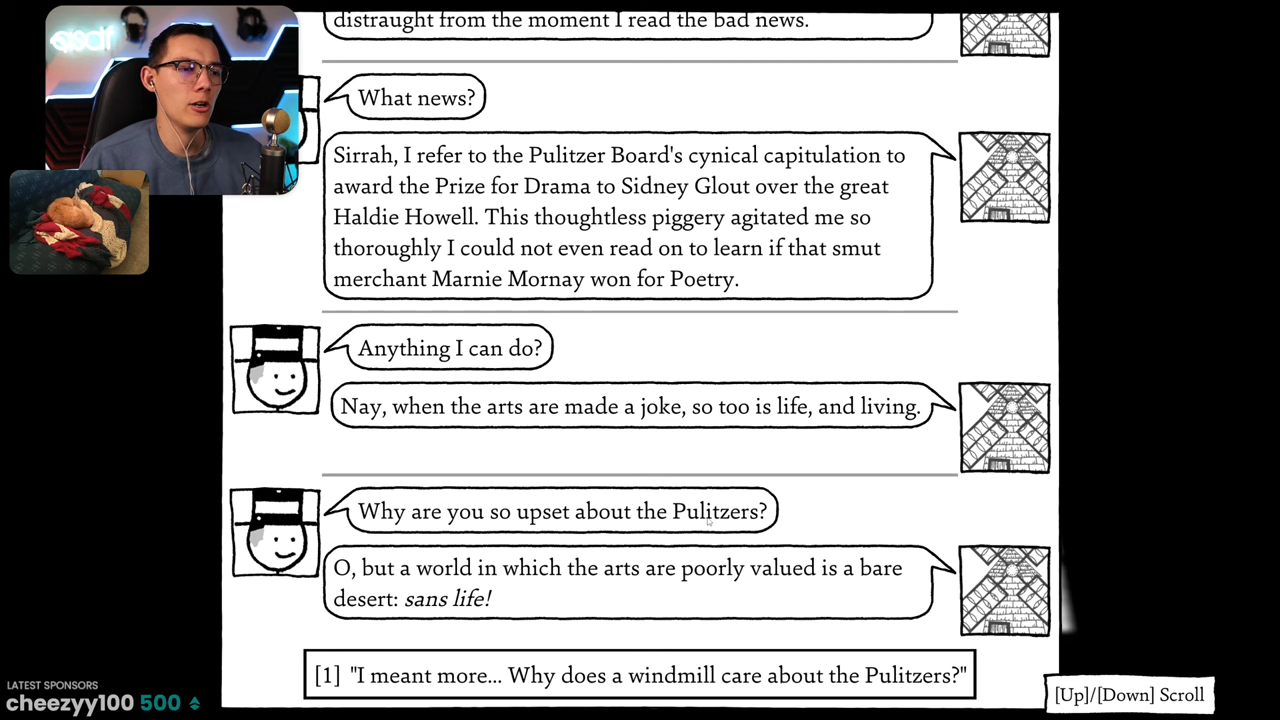 distraught from the moment I read the bad news.
What news?
Sirrah, I refer to the Pulitzer Board's cynical capitulation to
award the Prize for Drama to Sidney Glout over the great
Haldie Howell. This thoughtless piggery agitated me so
thoroughly I could not even read on to learn if that smut
merchant Marnie Mornay won for Poetry.
Anything I can do?
Nay, when the arts are made a joke, so too is life, and living.
Why are you so upset about the Pulitzers?
O, but a world in which the arts are poorly valued is a bare
desert: sans life!
[1] "I meant more... Why does a windmill care about the Pulitzers?"
[Up]/[Down] Scroll
LATEST SPONSORS
cheezyy100 500